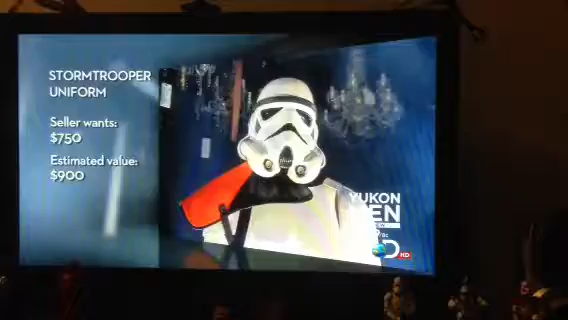 STORMTROOPER
UNIFORM
Seller wants:
$750
Estimated value:
$900
YUKON
MEN
D
HD